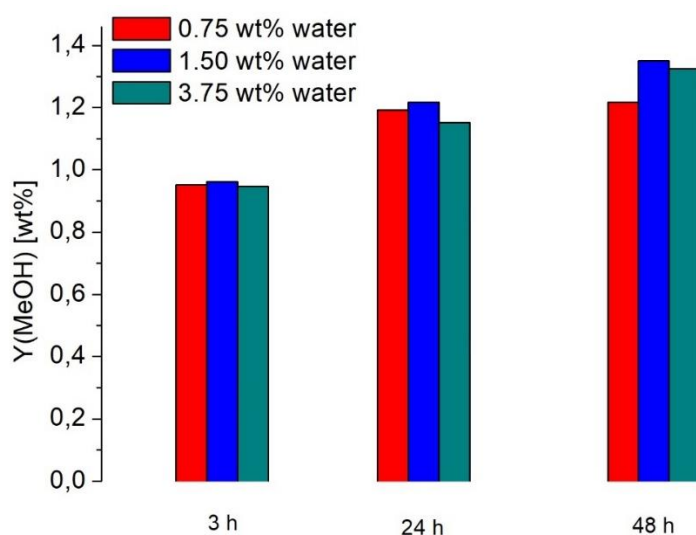 0.75 wt% water
1.50 wt% water
3.75 wt% water
Y(MeOH) [wt%]
1,4
1,2
1,0
0,8
0,6
0,4
0,2
0,0
3 h 24 h 48 h